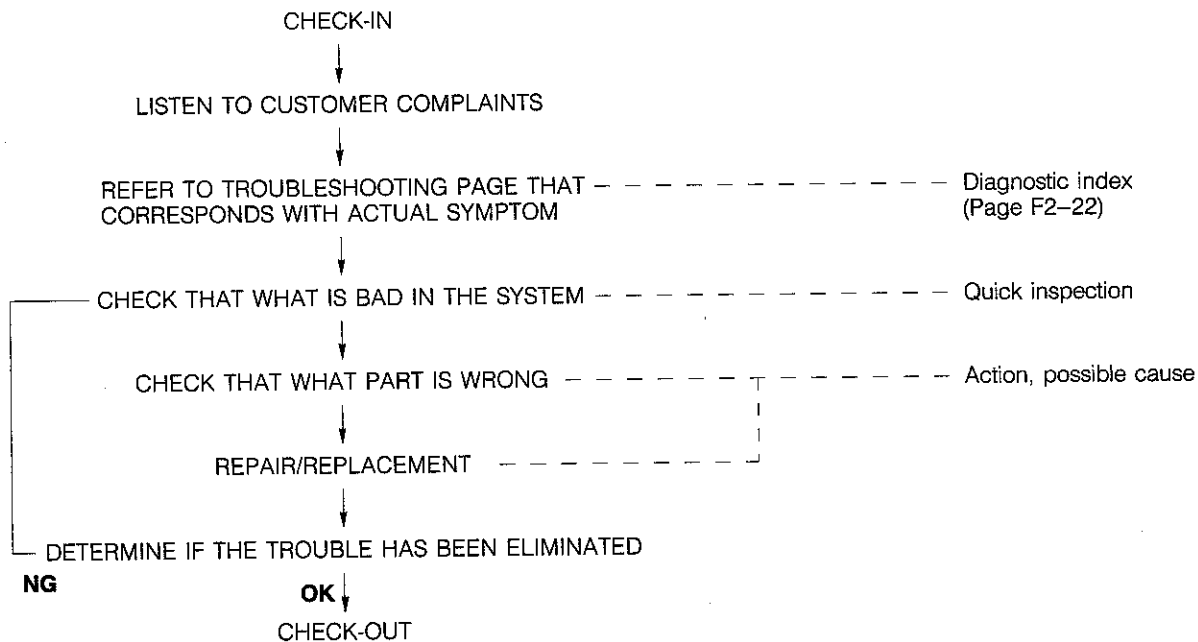 CHECK-IN
LISTEN TO CUSTOMER COMPLAINTS
REFER TO TROUBLESHOOTING PAGE THAT
CORRESPONDS WITH ACTUAL SYMPTOM
Diagnostic index
(Page F2–22)
CHECK THAT WHAT IS BAD IN THE SYSTEM
Quick inspection
CHECK THAT WHAT PART IS WRONG
Action, possible cause
REPAIR/REPLACEMENT
DETERMINE IF THE TROUBLE HAS BEEN ELIMINATED
NG
OK
CHECK-OUT